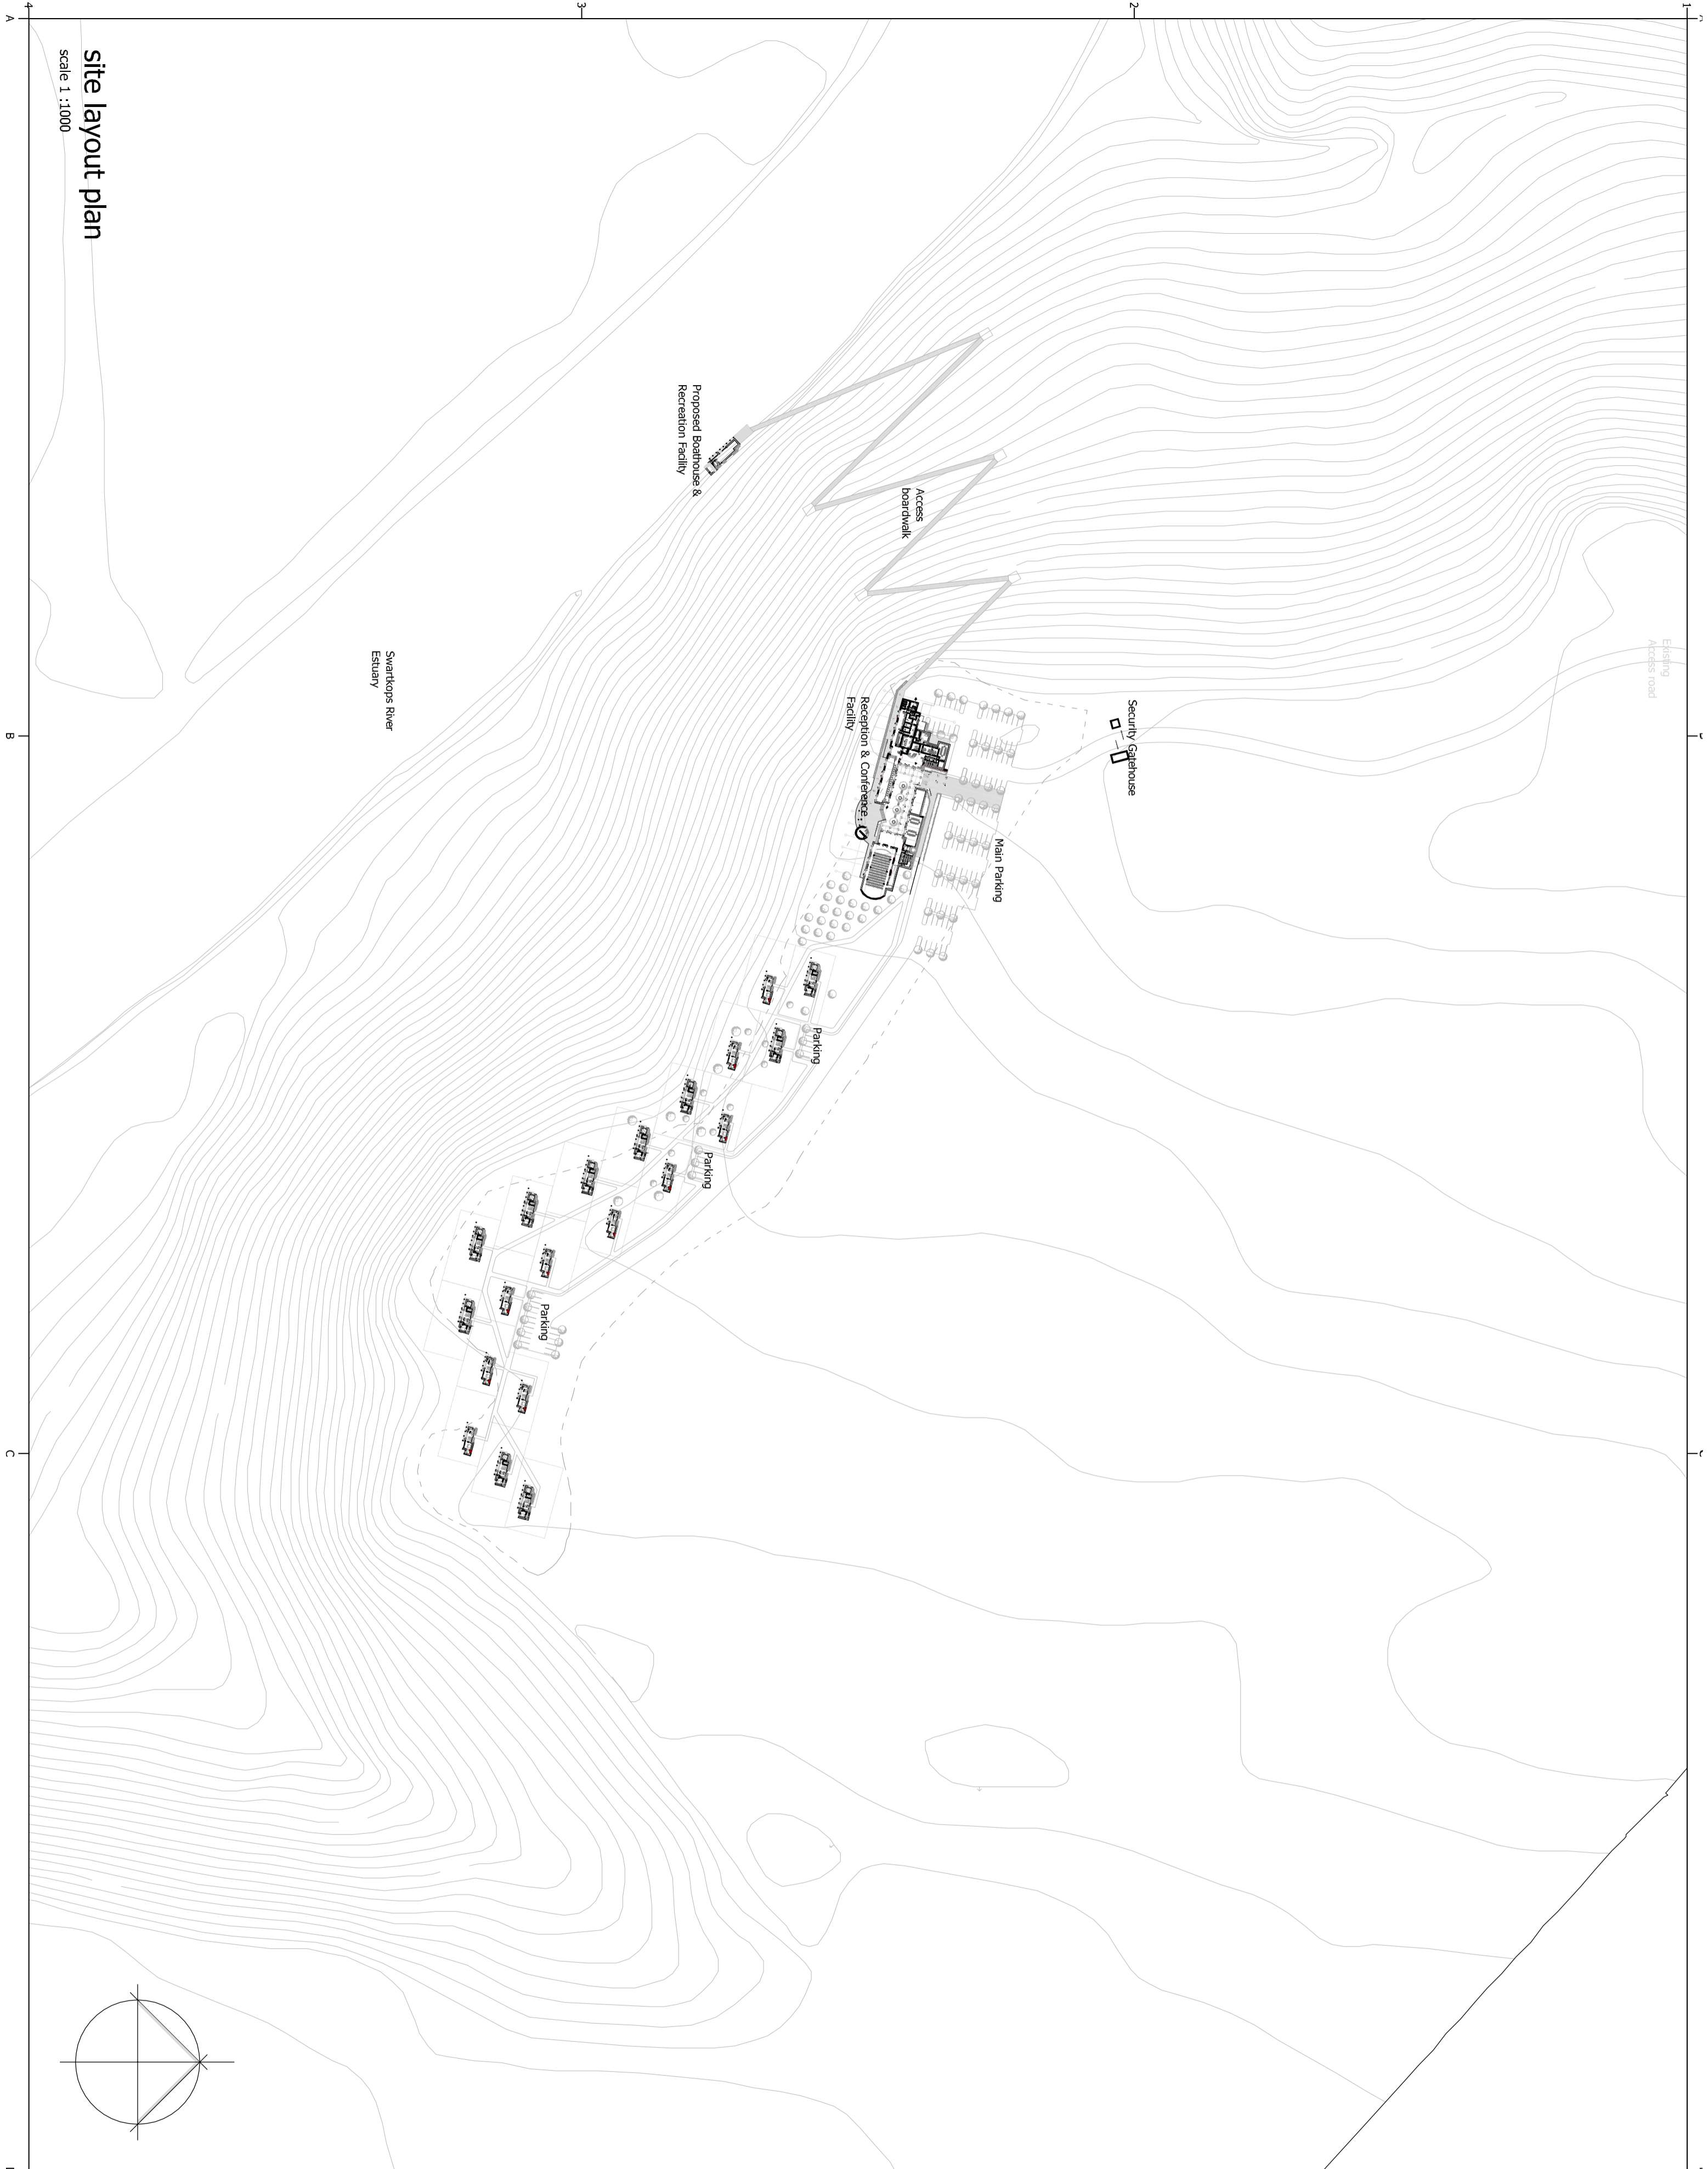 1
2
3
4
A
B
C
Existing
Access road
Security Gatehouse
Main Parking
Access
boardwalk
Reception & Conference
Facility
Proposed Boathouse &
Recreation Facility
Parking
Parking
Parking
Swartkops River
Estuary
site layout plan
scale 1 :1000